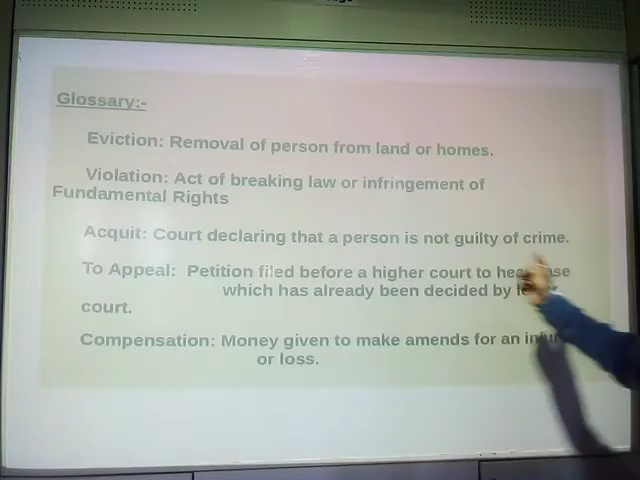 Glossary:-
Eviction: Removal of person from land or homes.
Violation: Act of breaking law or infringement of
Fundamental Rights
Acquit: Court declaring that a person is not guilty of crime.
To Appeal: Petition filed before a higher court to
which has already been decided by
court.
Compensation: Money given to make amends for an
or loss.